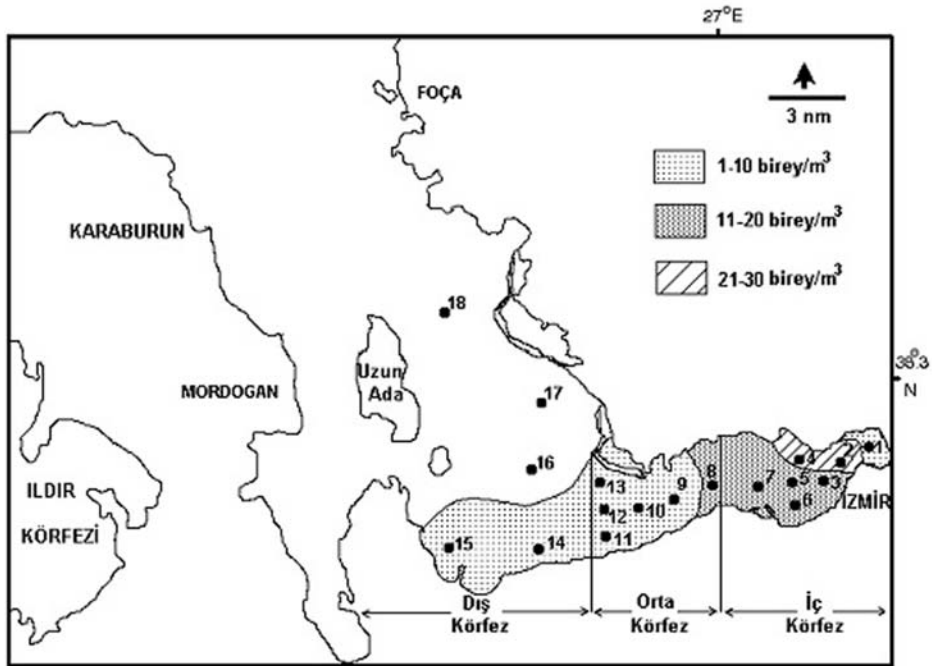 27°E
FOÇA
3 nm
1-10 birey/m³
11-20 birey/m³
21-30 birey/m³
KARABURUN
18
Uzun
Ada
38.3°
N
MORDOGAN
17
16
ILDIR
KÖRFEZİ
1
2
4
3
5
6
7
8
9
10
13
12
11
14
15
İZMİR
Dış
Körfez
Orta
Körfez
İç
Körfez